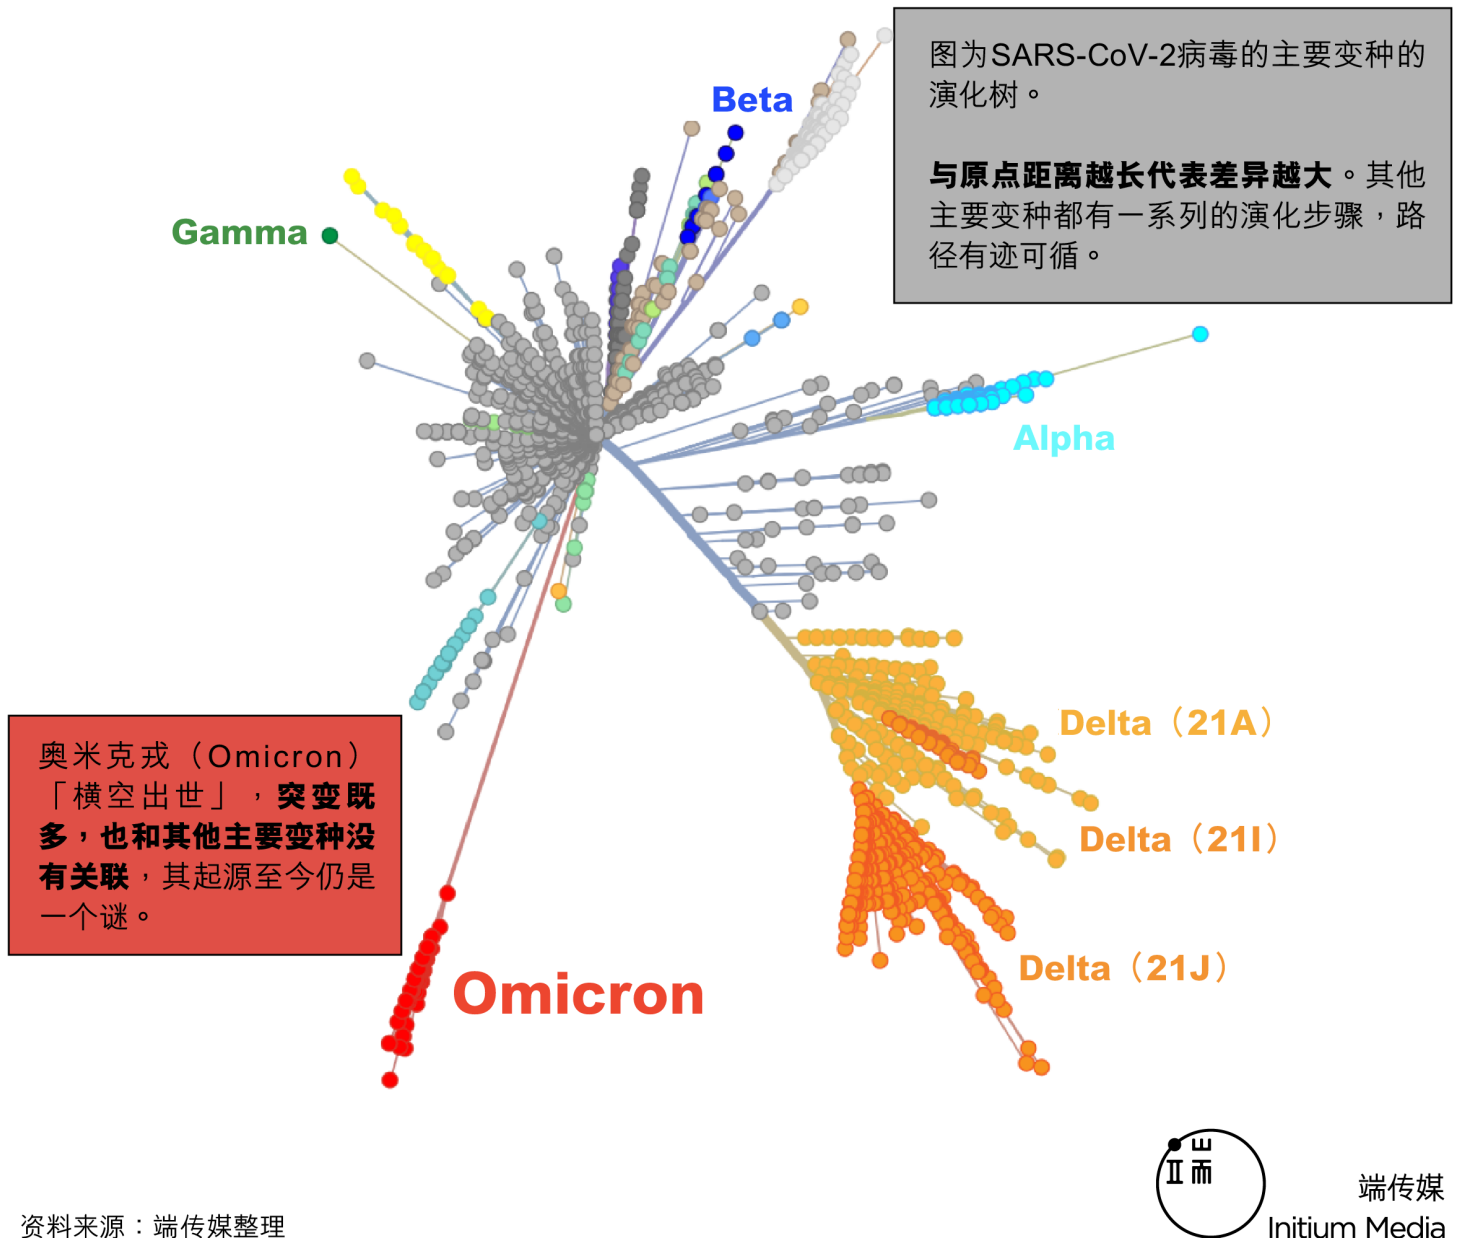 图为SARS-CoV-2病毒的主要变种的
演化树。
与原点距离越长代表差异越大。其他
主要变种都有一系列的演化步骤，路
径有迹可循。
Beta
Gamma
Alpha
Delta（21A）
Delta（21I）
Delta（21J）
Omicron
奥米克戎（Omicron）
「横空出世」，突变既
多，也和其他主要变种没
有关联，其起源至今仍是
一个谜。
端
端传媒
Initium Media
资料来源：端传媒整理